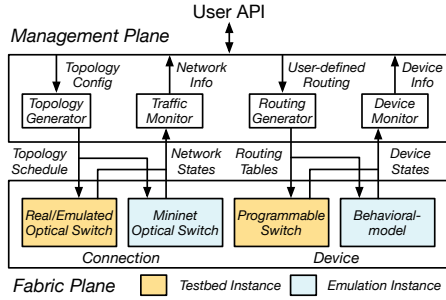 User API
Management Plane
Topology
Config
Network
Info
User-defined
Routing
Device
Info
Topology
Generator
Traffic
Monitor
Routing
Generator
Device
Monitor
Topology
Schedule
Network
States
Routing
Tables
Device
States
Real/Emulated
Optical Switch
Mininet
Optical Switch
Programmable
Switch
Behavioral-
model
Connection
Device
Fabric Plane
Testbed Instance
Emulation Instance